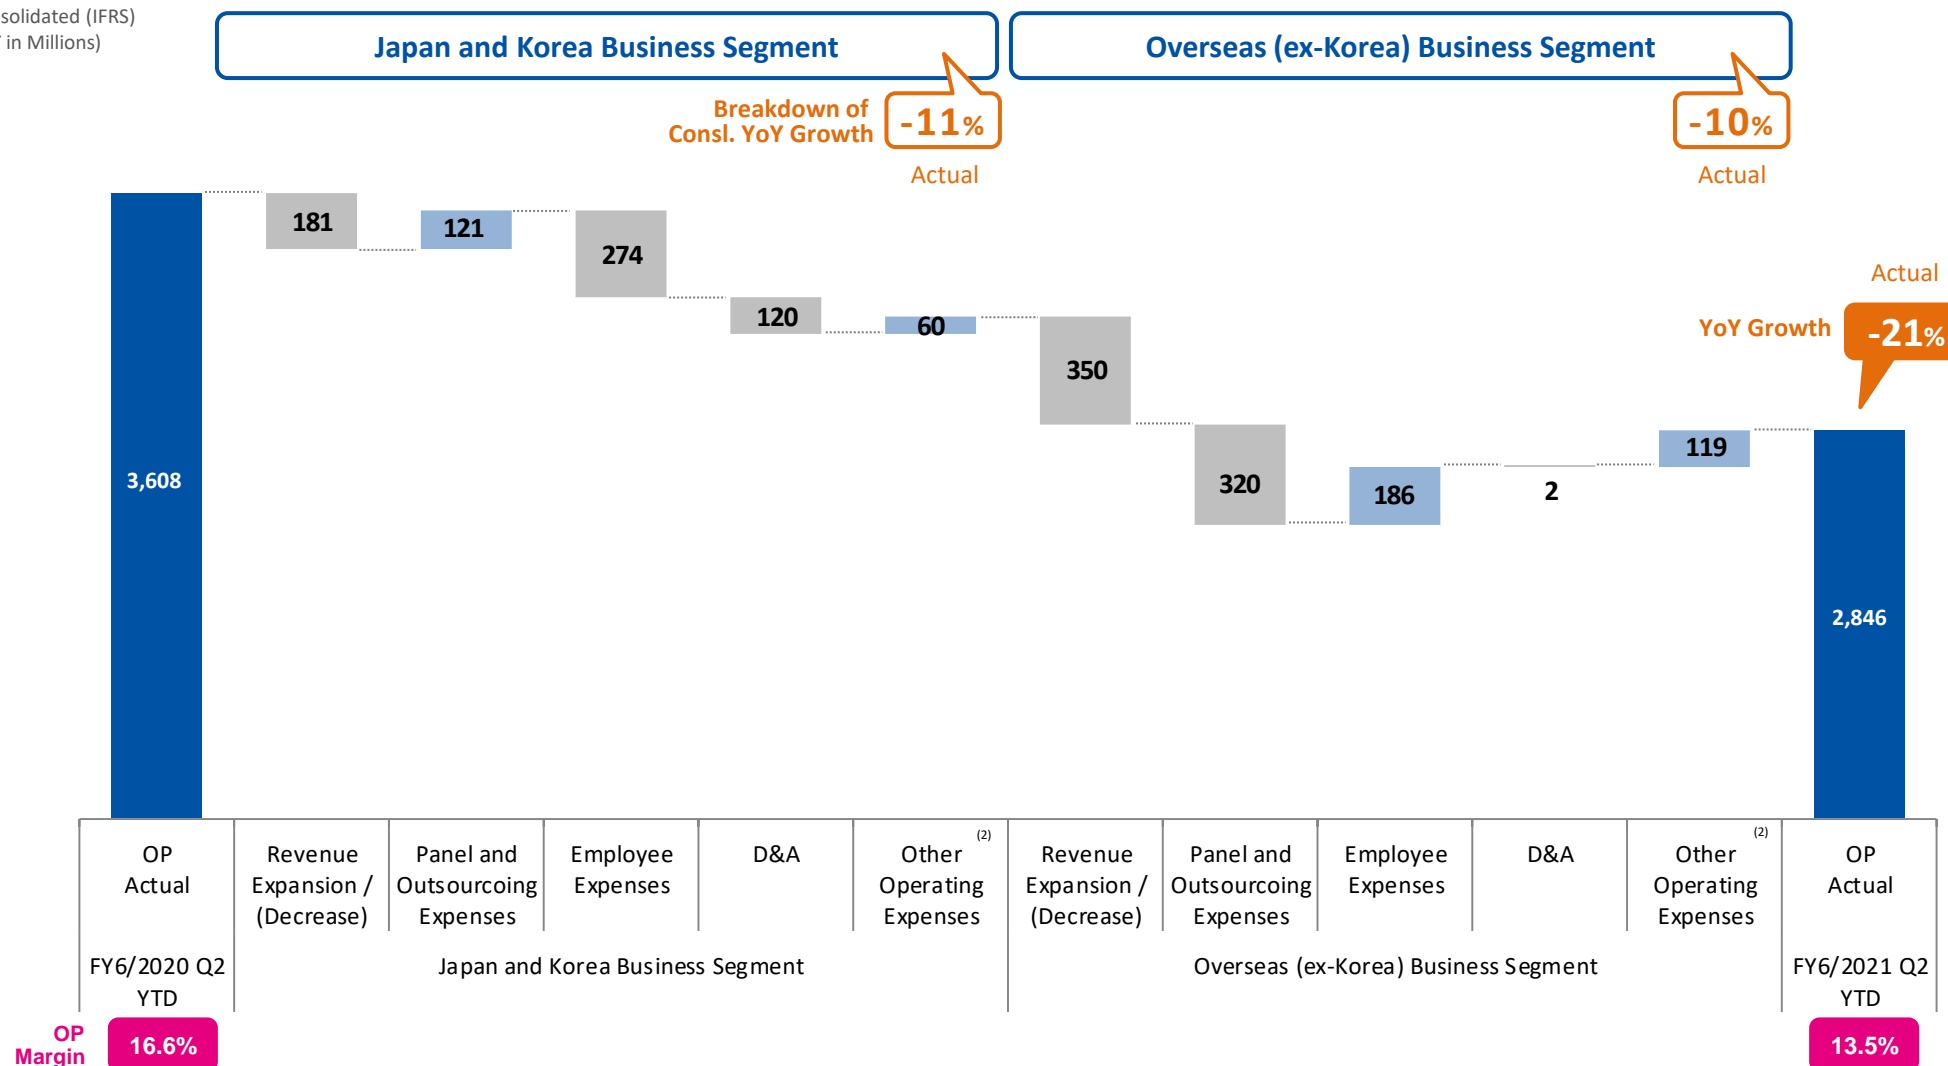 solidated (IFRS)
in Millions)
Japan and Korea Business Segment
Overseas (ex-Korea) Business Segment
Breakdown of
Consl. YoY Growth
-11%
Actual
-10%
Actual
181
121
274
120
60
350
320
186
2
119
Actual
YoY Growth
-21%
3,608
2,846
OP
Actual
Revenue
Expansion /
(Decrease)
Panel and
Outsourcoing
Expenses
Employee
Expenses
D&A
Other (2)
Operating
Expenses
Revenue
Expansion /
(Decrease)
Panel and
Outsourcoing
Expenses
Employee
Expenses
D&A
Other (2)
Operating
Expenses
OP
Actual
FY6/2020 Q2
YTD
Japan and Korea Business Segment
Overseas (ex-Korea) Business Segment
FY6/2021 Q2
YTD
OP
Margin
16.6%
13.5%